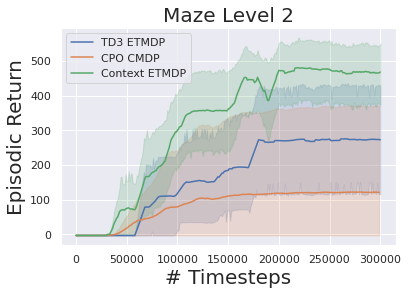 Maze Level 2
TD3 ETMDP
CPO CMDP
Context ETMDP
Episodic Return
500
400
300
200
100
0
0 50000 100000 150000 200000 250000 300000
# Timesteps